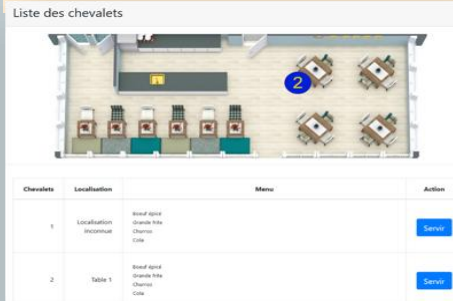 Liste des chevalets
2
Chevalets Localisation Menu Action
1 Localisation Inconnue Boeuf épicé Grande frite Churros Cola Servir
2 Table 1 Boeuf épicé Grande frite Churros Cola Servir